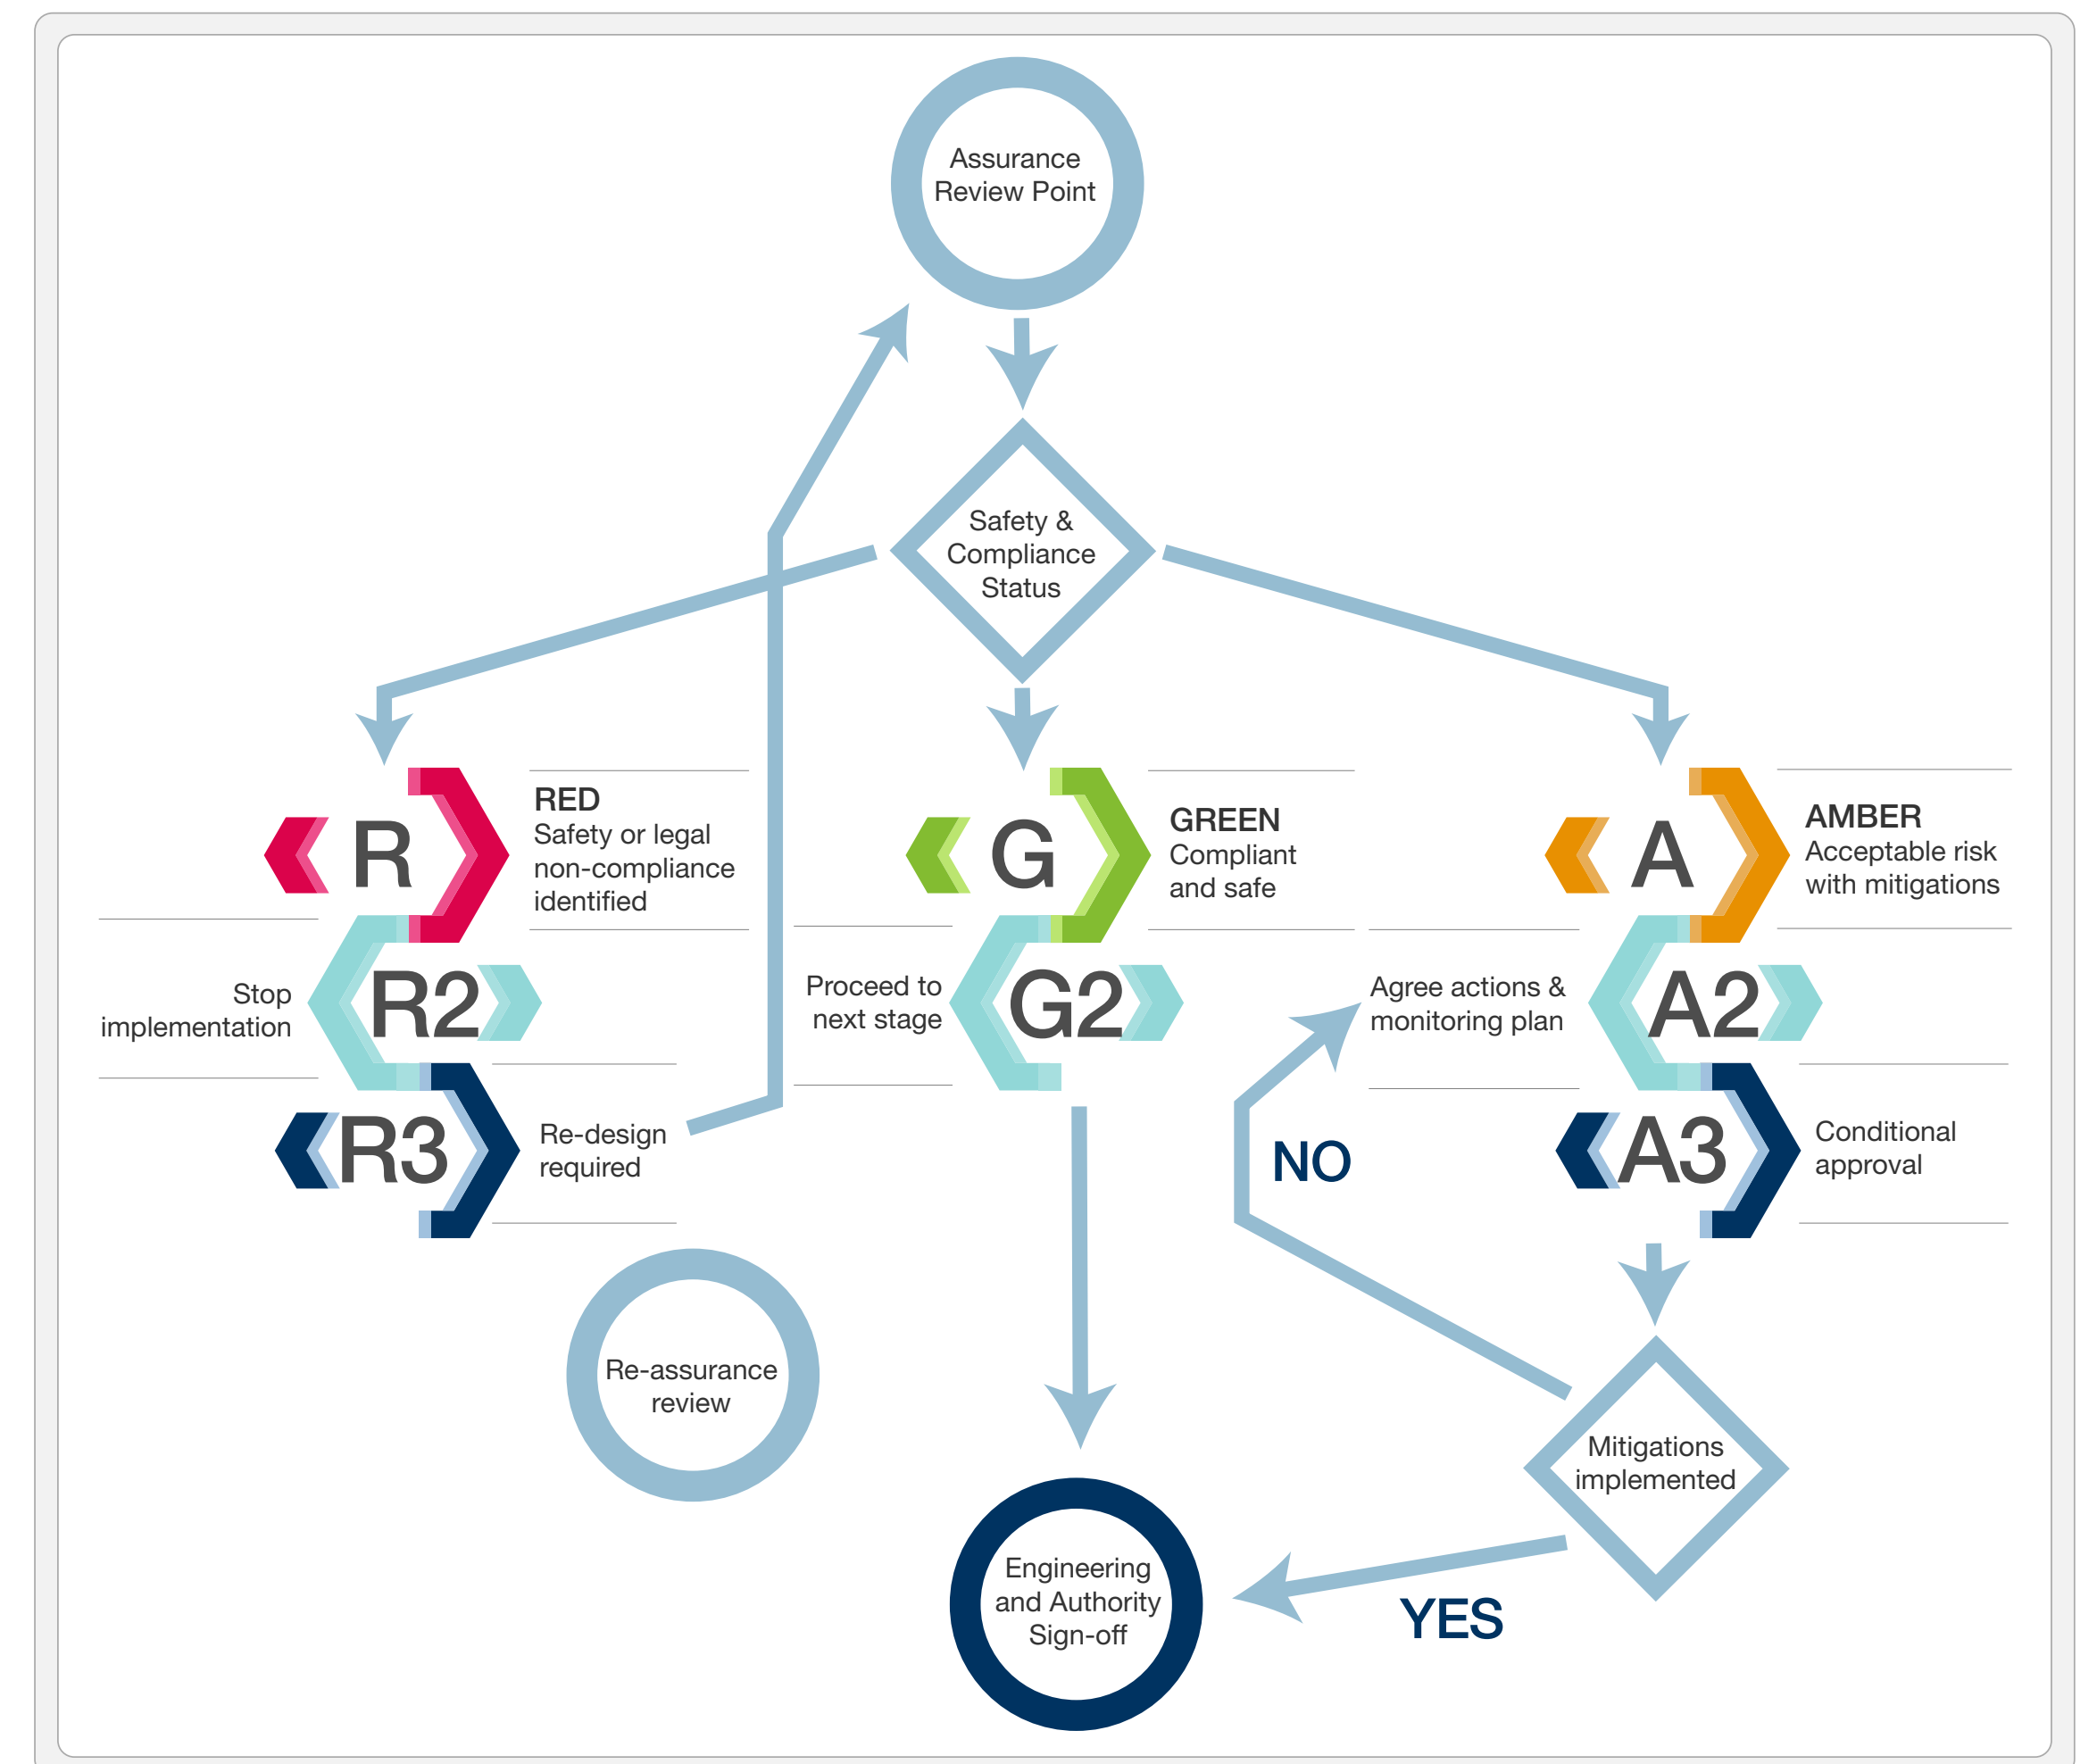 Assurance
Review Point
Safety &
Compliance
Status
R
RED
Safety or legal
non-compliance
identified
Stop
implementation
R2
R3
Re-design
required
Re-assurance
review
G
GREEN
Compliant
and safe
Proceed to
next stage
G2
A
AMBER
Acceptable risk
with mitigations
Agree actions &
monitoring plan
A2
A3
Conditional
approval
NO
Mitigations
implemented
YES
Engineering
and Authority
Sign-off